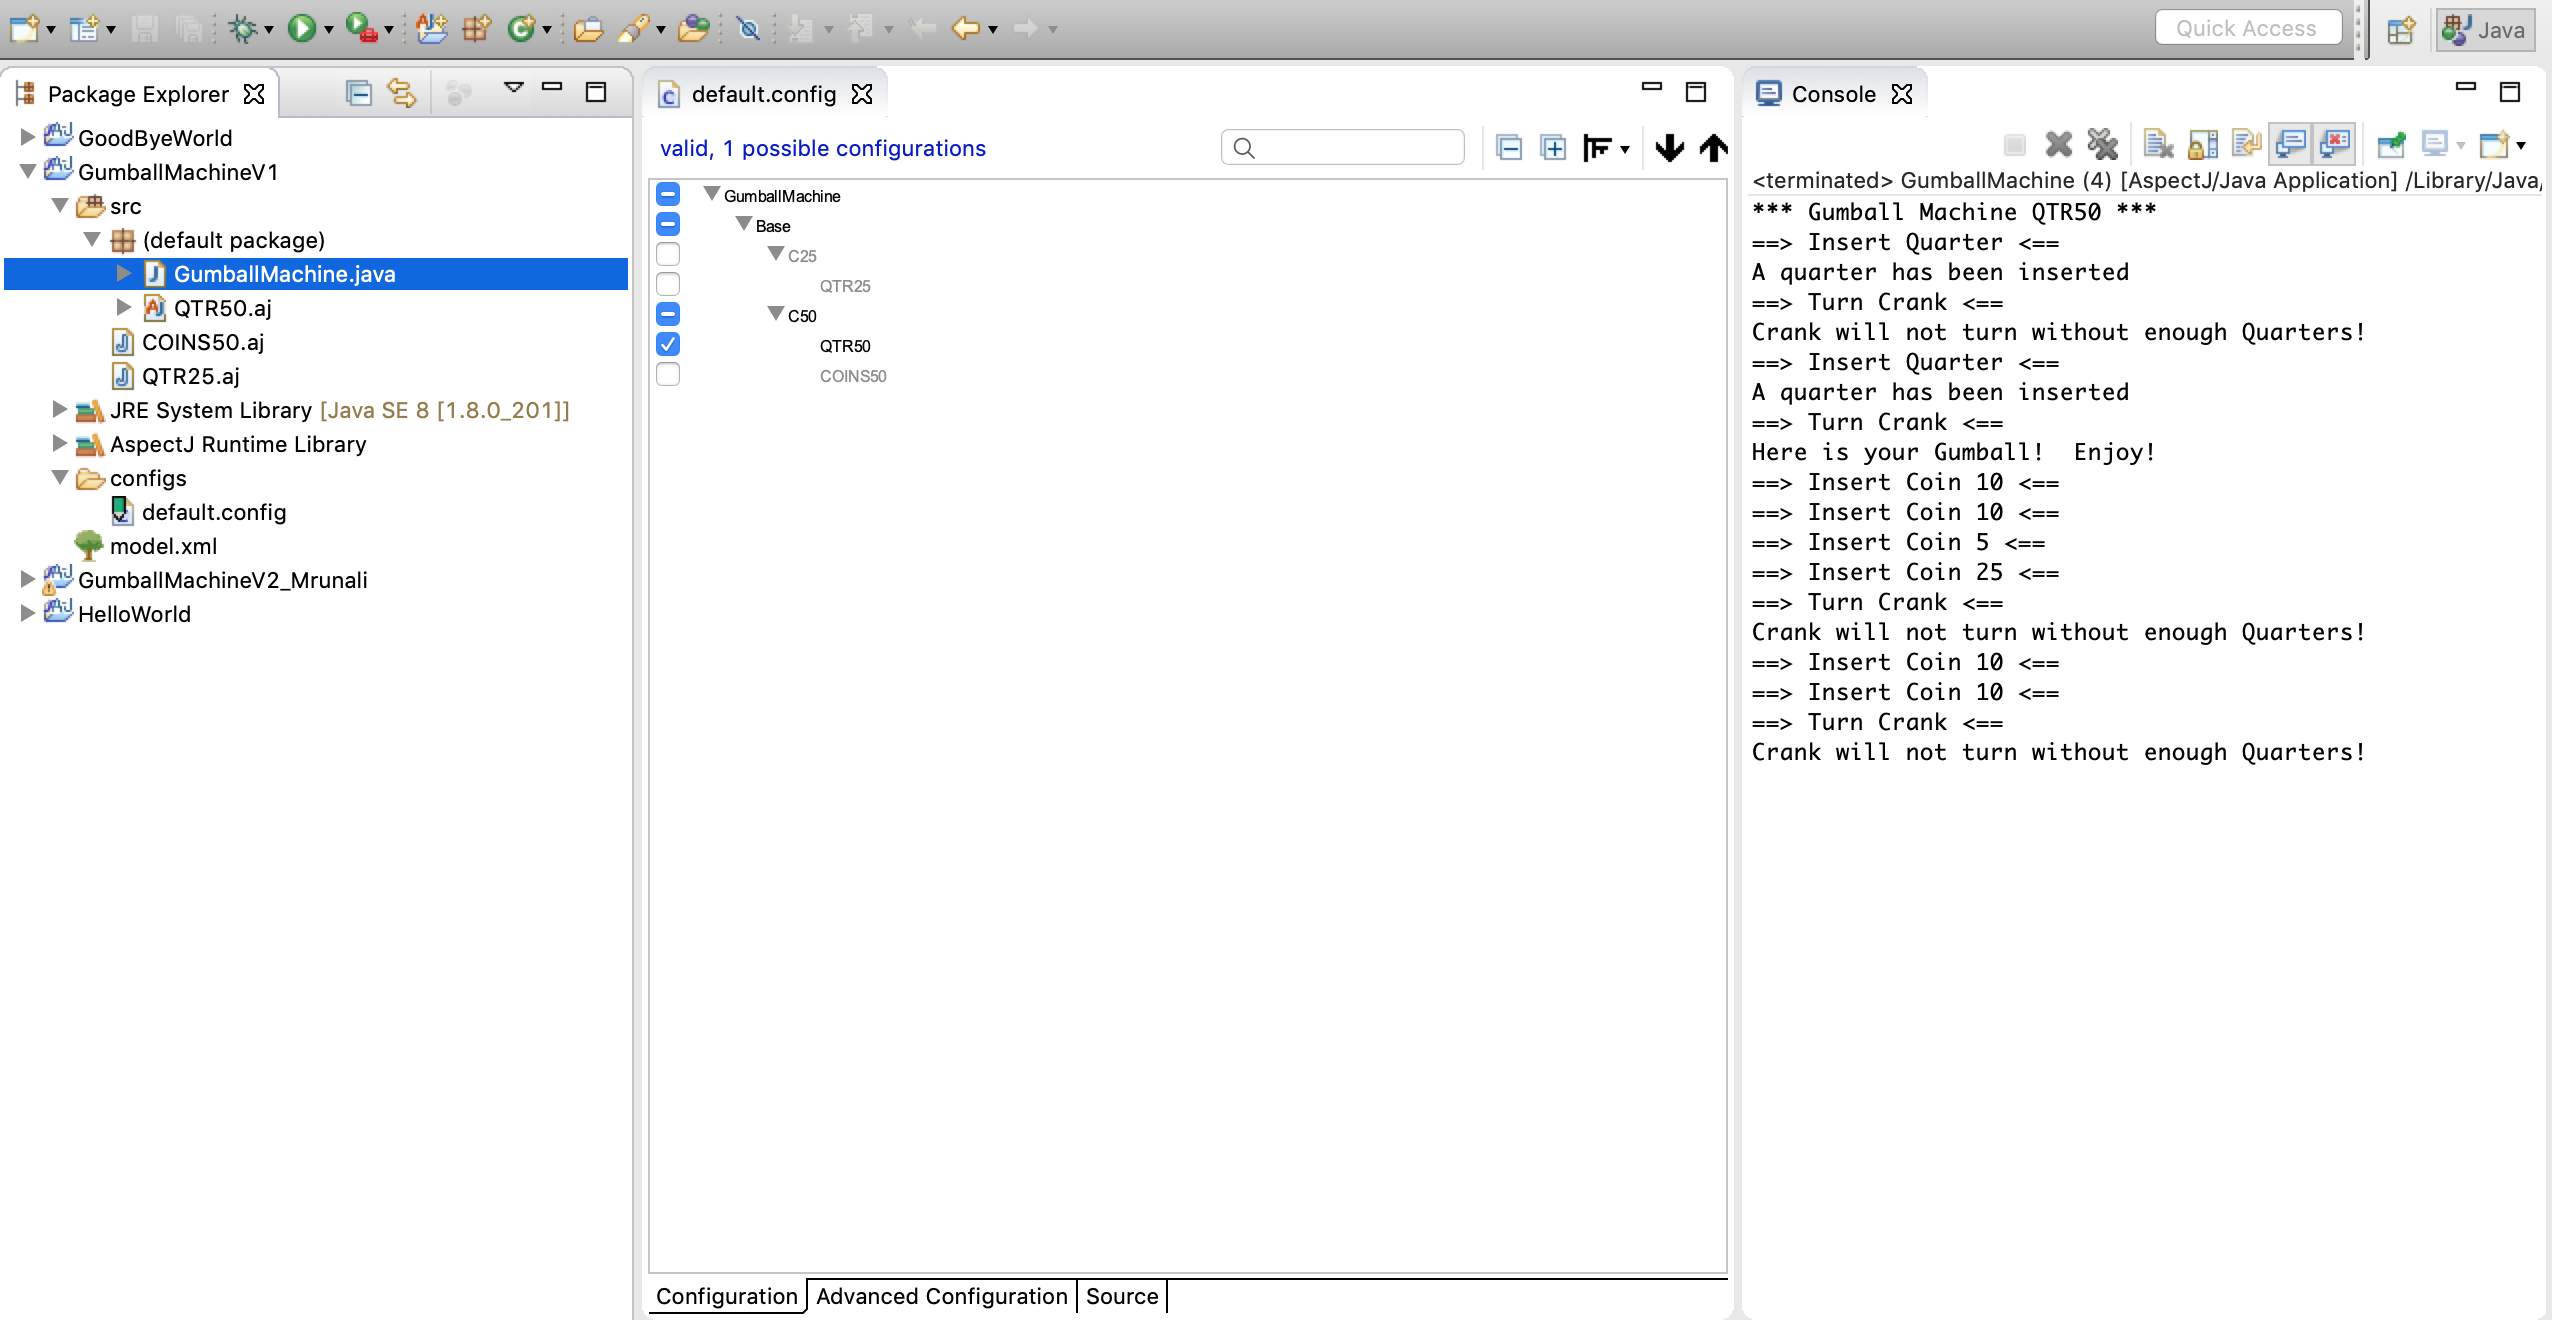 Quick Access
Java
Package Explorer
GoodByeWorld
GumballMachineV1
src
(default package)
GumballMachine.java
QTR50.aj
COINS50.aj
QTR25.aj
JRE System Library [Java SE 8 [1.8.0_201]]
AspectJ Runtime Library
configs
default.config
model.xml
GumballMachineV2_Mrunali
HelloWorld
default.config
valid, 1 possible configurations
GumballMachine
Base
C25
QTR25
C50
QTR50
COINS50
Configuration
Advanced Configuration
Source
Console
<terminated> GumballMachine (4) [AspectJ/Java Application] /Library/Java/
*** Gumball Machine QTR50 ***
==> Insert Quarter <==
A quarter has been inserted
==> Turn Crank <==
Crank will not turn without enough Quarters!
==> Insert Quarter <==
A quarter has been inserted
==> Turn Crank <==
Here is your Gumball!  Enjoy!
==> Insert Coin 10 <==
==> Insert Coin 10 <==
==> Insert Coin 5 <==
==> Insert Coin 25 <==
==> Turn Crank <==
Crank will not turn without enough Quarters!
==> Insert Coin 10 <==
==> Insert Coin 10 <==
==> Turn Crank <==
Crank will not turn without enough Quarters!